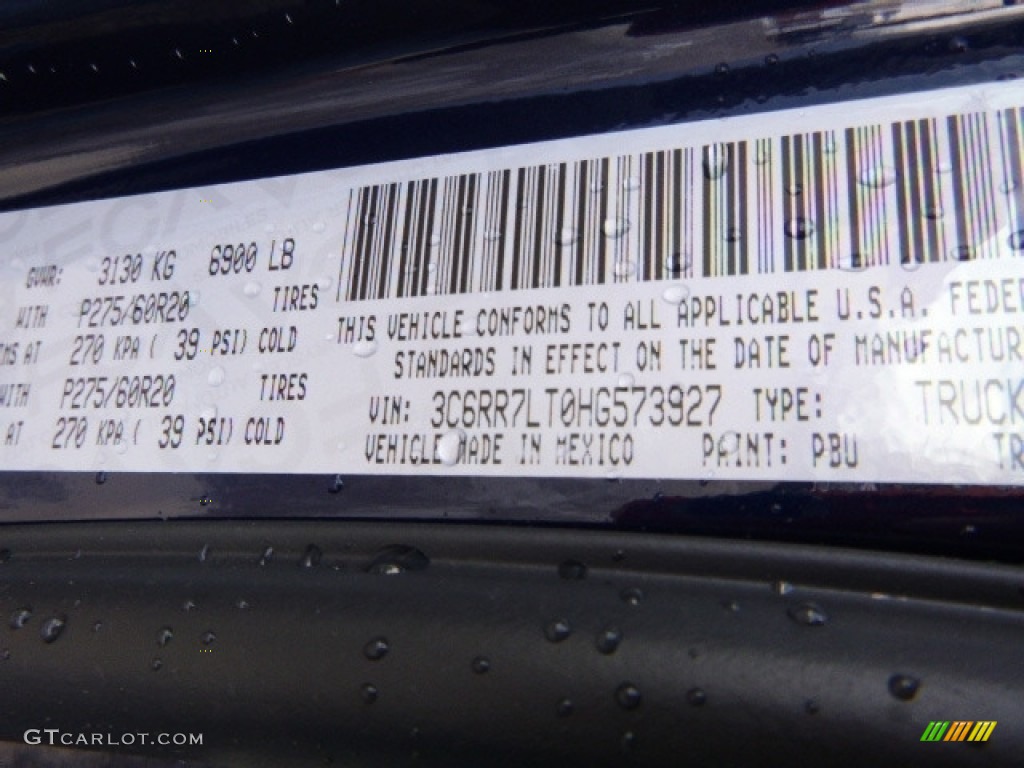 GVWR: 3130 KG 6900 LB
WITH P275/60R20 TIRES
AT 270 KPA ( 39 PSI) COLD
WITH P275/60R20 TIRES
AT 270 KPA ( 39 PSI) COLD
THIS VEHICLE CONFORMS TO ALL APPLICABLE U.S.A. FEDER
STANDARDS IN EFFECT ON THE DATE OF MANUFACTUR
VIN: 3C6RR7LT0HG573927 TYPE: TRUCK
VEHICLE MADE IN MEXICO PAINT: PBU TR
GTCARLOT.COM